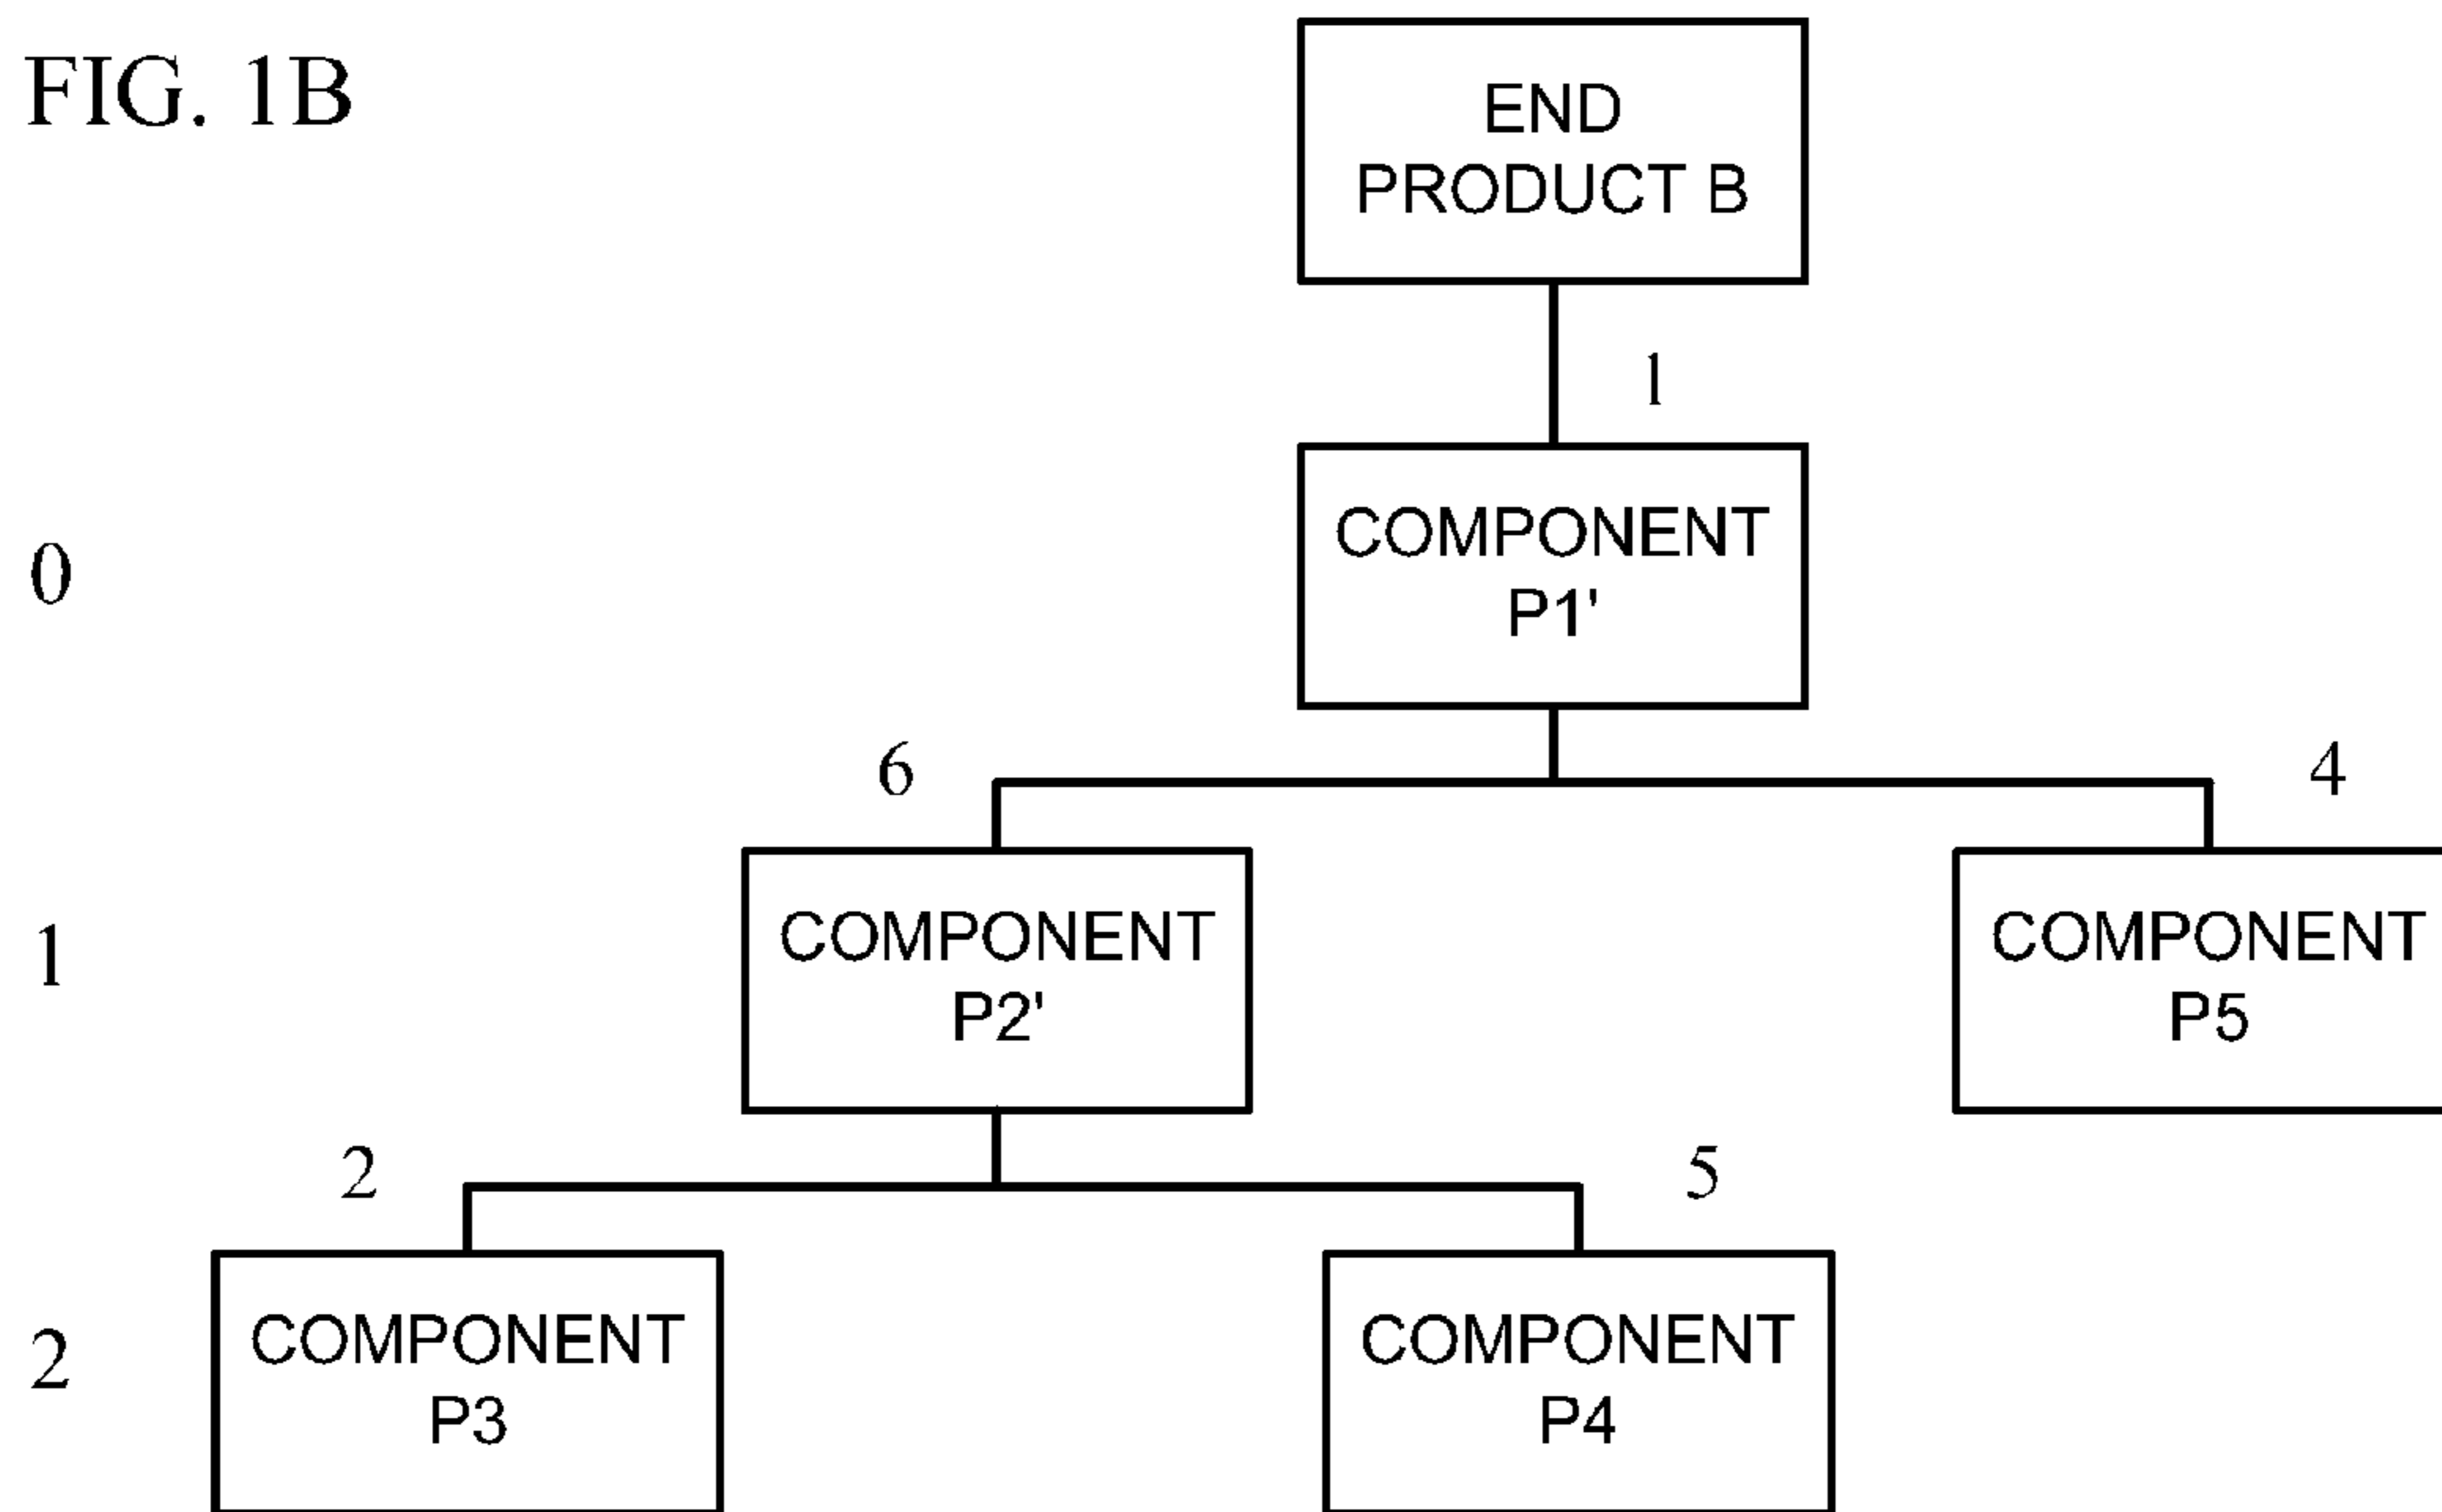 FIG. 1B
END
PRODUCT B
1
0
COMPONENT
P1'
6
4
1
COMPONENT
P2'
COMPONENT
P5
2
5
2
COMPONENT
P3
COMPONENT
P4